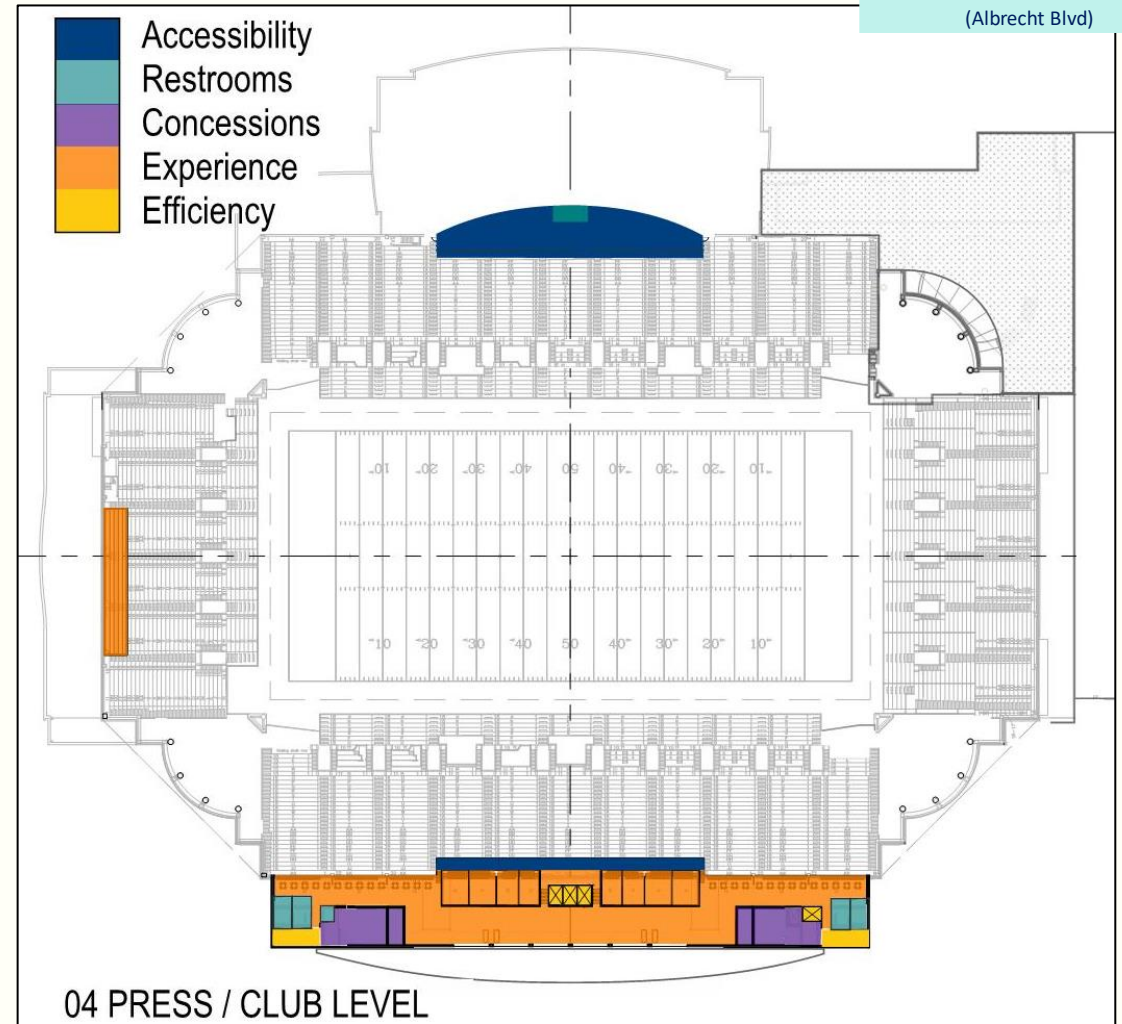 (Albrecht Blvd)
Accessibility
Restrooms
Concessions
Experience
Efficiency
10 20 30 40 50 40 30 20 10
10 20 30 40 50 40 30 20 10
04 PRESS / CLUB LEVEL